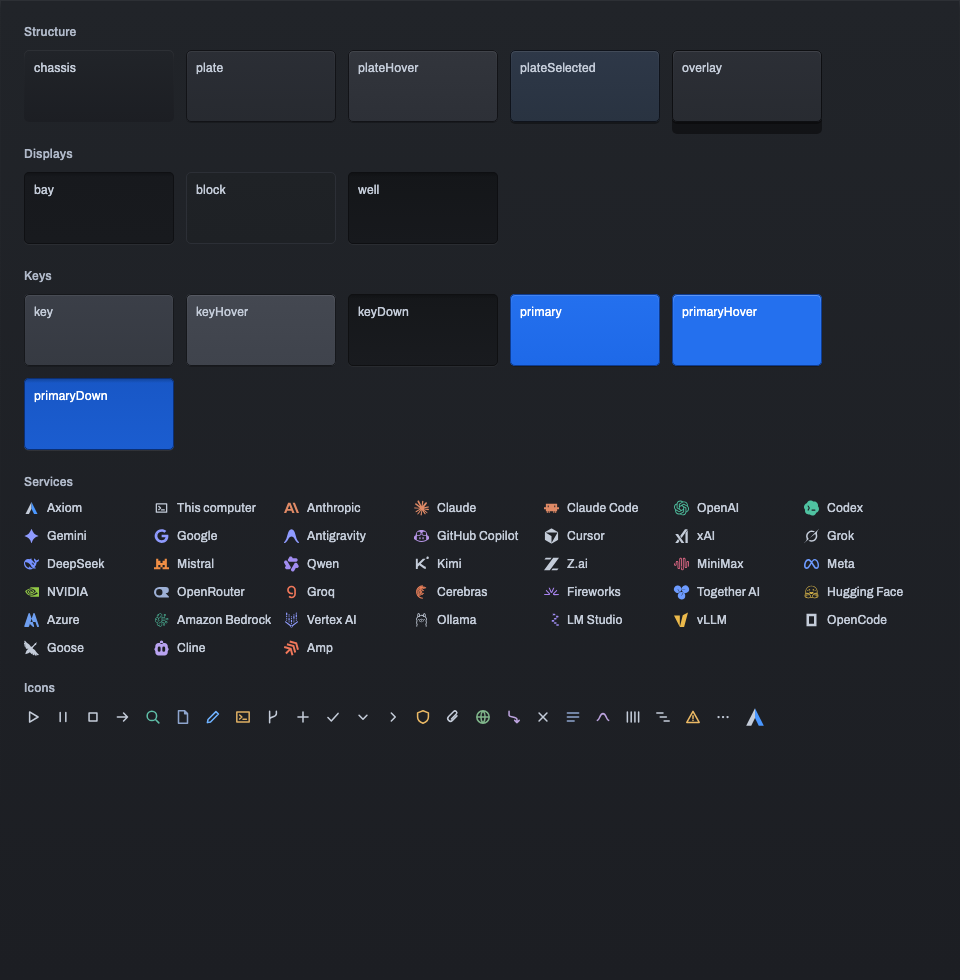 Structure
chassis plate plateHover plateSelected overlay
Displays
bay block well
Keys
key keyHover keyDown primary primaryHover
primaryDown
Services
Axiom This computer Anthropic Claude Claude Code OpenAI Codex
Gemini Google Antigravity GitHub Copilot Cursor xAI Grok
DeepSeek Mistral Qwen Kimi Z.ai MiniMax Meta
NVIDIA OpenRouter Groq Cerebras Fireworks Together AI Hugging Face
Azure Amazon Bedrock Vertex AI Ollama LM Studio vLLM OpenCode
Goose Cline Amp
Icons